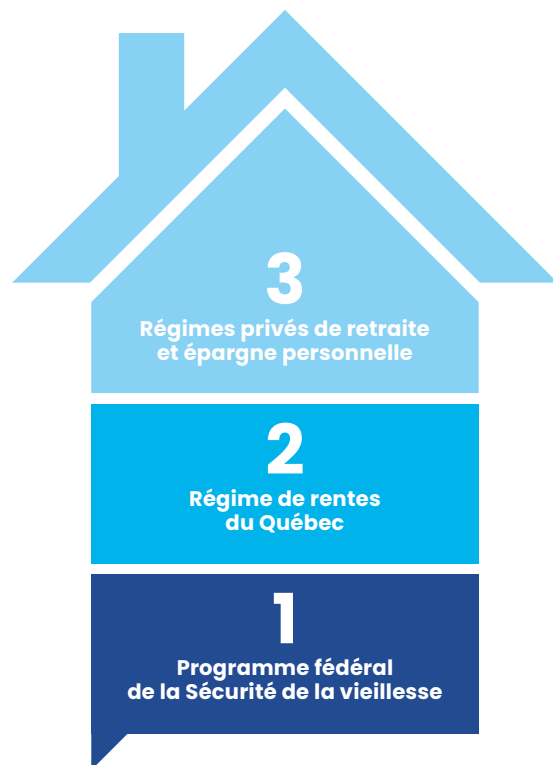 3
Régimes privés de retraite
et épargne personnelle
2
Régime de rentes
du Québec
1
Programme fédéral
de la Sécurité de la vieillesse